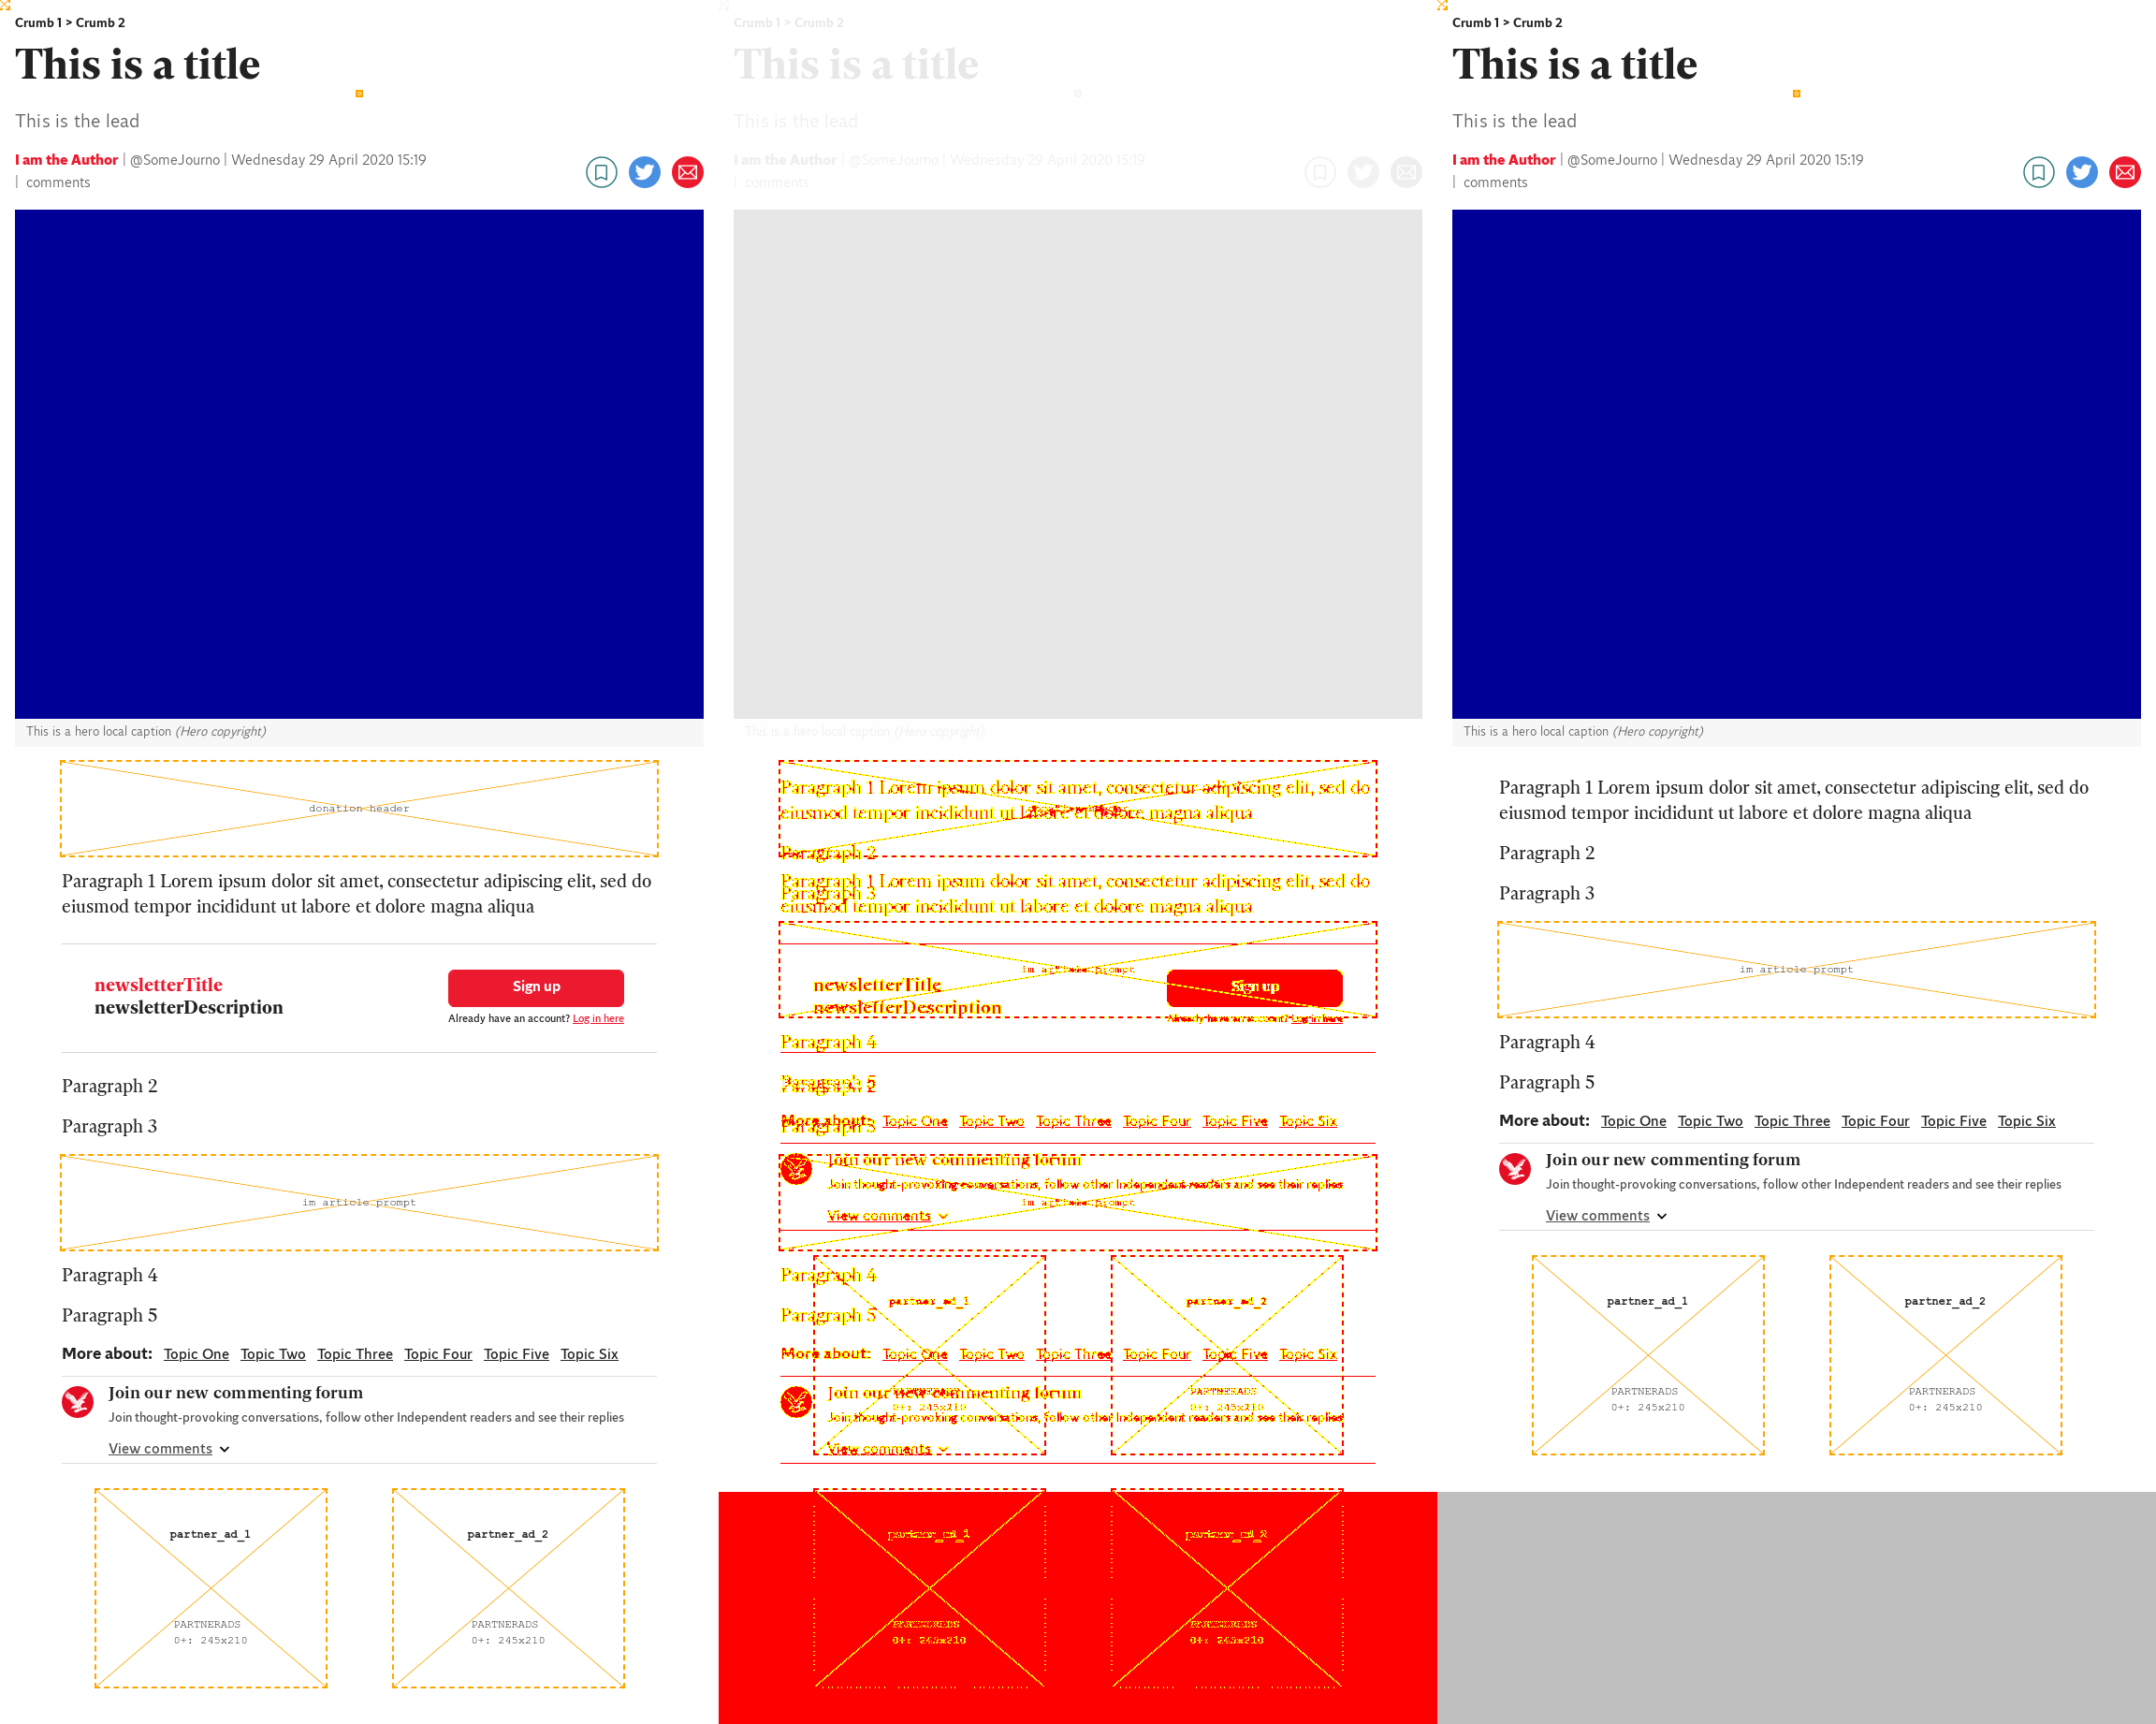 Crumb 1 > Crumb 2
This is a title
This is the lead
I am the Author | @SomeJourno | Wednesday 29 April 2020 15:19
| comments
This is a hero local caption (Hero copyright)
donation header
Paragraph 1 Lorem ipsum dolor sit amet, consectetur adipiscing elit, sed do
eiusmod tempor incididunt ut labore et dolore magna aliqua
newsletterTitle
newsletterDescription
Sign up
Already have an account? Log in here
Paragraph 2
Paragraph 3
im article prompt
Paragraph 4
Paragraph 5
More about: Topic One Topic Two Topic Three Topic Four Topic Five Topic Six
Join our new commenting forum
Join thought-provoking conversations, follow other Independent readers and see their replies
View comments
partner_ad_1
PARTNERADS
0+: 245x210
partner_ad_2
PARTNERADS
0+: 245x210
Crumb 1 > Crumb 2
This is a title
This is the lead
I am the Author | @SomeJourno | Wednesday 29 April 2020 15:19
| comments
This is a hero local caption (Hero copyright)
Paragraph 1 Lorem ipsum dolor sit amet, consectetur adipiscing elit, sed do
eiusmod tempor incididunt ut labore et dolore magna aliqua
Paragraph 2
Paragraph 1 Lorem ipsum dolor sit amet, consectetur adipiscing elit, sed do
Paragraph 3
eiusmod tempor incididunt ut labore et dolore magna aliqua
im article prompt
newsletterTitle
Sign up
newsletterDescription
Already have an account? Log in here
Paragraph 4
Paragraph 5
Paragraph 2
More about: Topic One Topic Two Topic Three Topic Four Topic Five Topic Six
Paragraph 3
Join our new commenting forum
Join thought-provoking conversations, follow other Independent readers and see their replies
im article prompt
View comments
Paragraph 4
partner_ad_1
partner_ad_2
Paragraph 5
More about: Topic One Topic Two Topic Three Topic Four Topic Five Topic Six
Join our new commenting forum
PARTNERADS
PARTNERADS
0+: 245x210
0+: 245x210
Join thought-provoking conversations, follow other Independent readers and see their replies
View comments
partner_ad_1
partner_ad_2
PARTNERADS
PARTNERADS
0+: 245x210
0+: 245x210
Crumb 1 > Crumb 2
This is a title
This is the lead
I am the Author | @SomeJourno | Wednesday 29 April 2020 15:19
| comments
This is a hero local caption (Hero copyright)
Paragraph 1 Lorem ipsum dolor sit amet, consectetur adipiscing elit, sed do
eiusmod tempor incididunt ut labore et dolore magna aliqua
Paragraph 2
Paragraph 3
im article prompt
Paragraph 4
Paragraph 5
More about: Topic One Topic Two Topic Three Topic Four Topic Five Topic Six
Join our new commenting forum
Join thought-provoking conversations, follow other Independent readers and see their replies
View comments
partner_ad_1
PARTNERADS
0+: 245x210
partner_ad_2
PARTNERADS
0+: 245x210